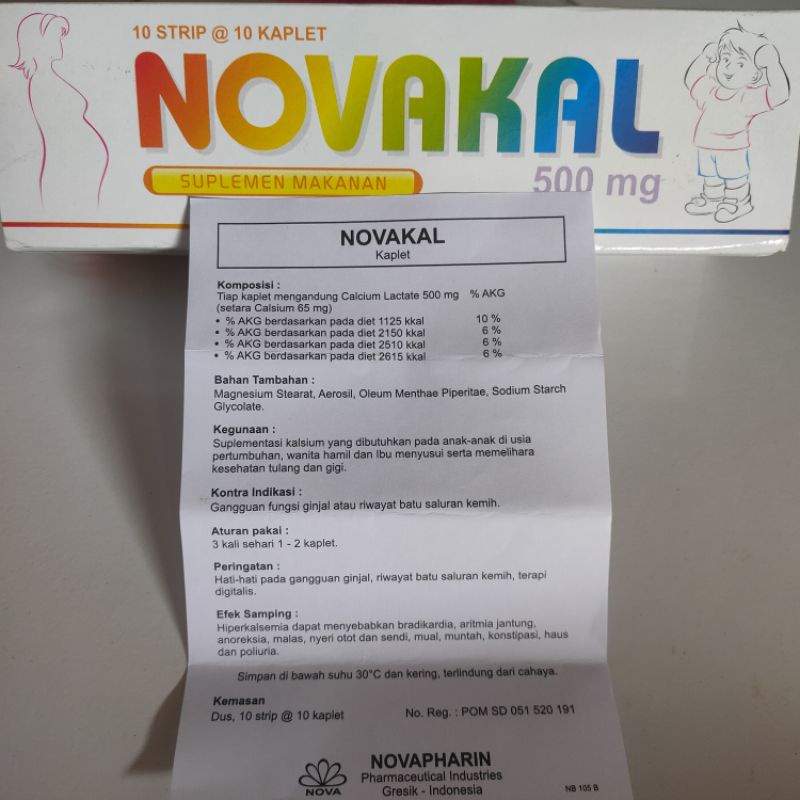 10 STRIP @ 10 KAPLET
NOVAKAL
SUPLEMEN MAKANAN
500 mg
NOVAKAL
Kaplet
Komposisi :
Tiap kaplet mengandung Calcium Lactate 500 mg % AKG
(setara Calsium 65 mg)
• % AKG berdasarkan pada diet 1125 kkal 10 %
• % AKG berdasarkan pada diet 2150 kkal 6 %
• % AKG berdasarkan pada diet 2510 kkal 6 %
• % AKG berdasarkan pada diet 2615 kkal 6 %
Bahan Tambahan :
Magnesium Stearat, Aerosil, Oleum Menthae Piperitae, Sodium Starch
Glycolate.
Kegunaan :
Suplementasi kalsium yang dibutuhkan pada anak-anak di usia
pertumbuhan, wanita hamil dan Ibu menyusui serta memelihara
kesehatan tulang dan gigi.
Kontra Indikasi :
Gangguan fungsi ginjal atau riwayat batu saluran kemih.
Aturan pakai :
3 kali sehari 1 - 2 kaplet.
Peringatan :
Hati-hati pada gangguan ginjal, riwayat batu saluran kemih, terapi
digitalis.
Efek Samping :
Hiperkalsemia dapat menyebabkan bradikardia, aritmia jantung,
anoreksia, malas, nyeri otot dan sendi, mual, muntah, konstipasi, haus
dan poliuria.
Simpan di bawah suhu 30°C dan kering, terlindung dari cahaya.
Kemasan
Dus, 10 strip @ 10 kaplet No. Reg. : POM SD 051 520 191
NOVA
NOVAPHARIN
Pharmaceutical Industries
Gresik - Indonesia
NB 105 B